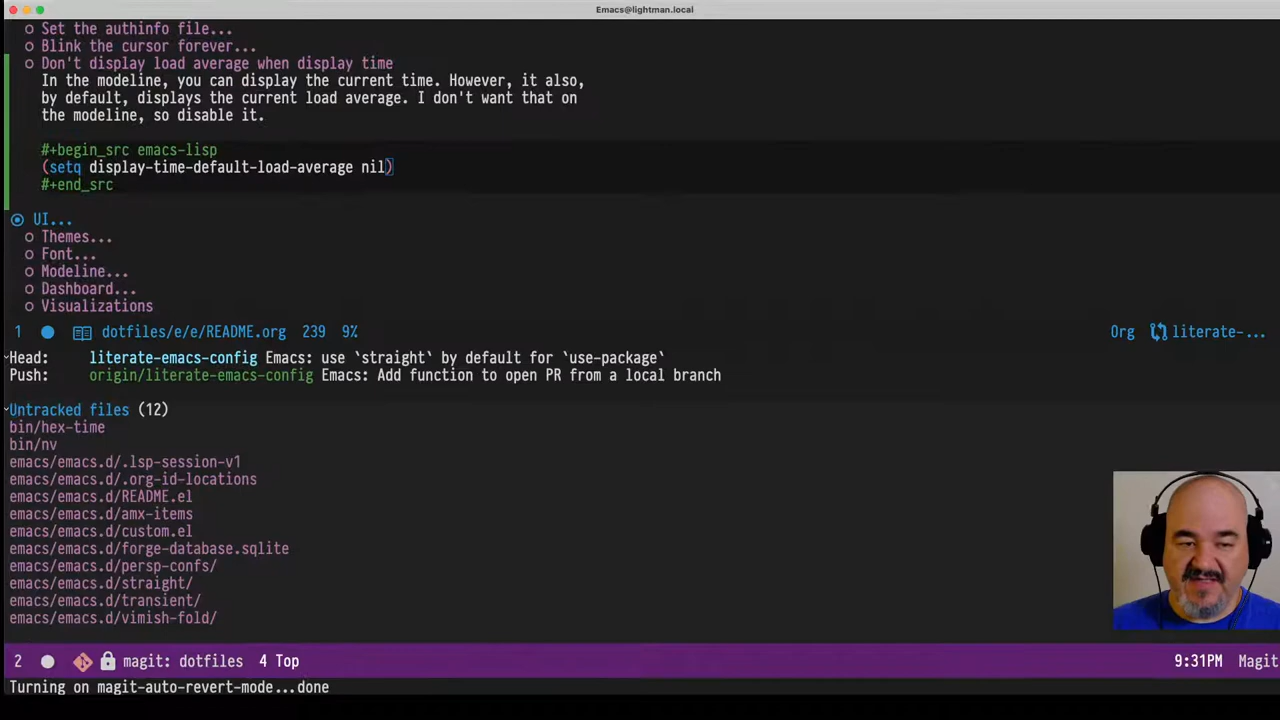 Emacs@lightman.local
Set the authinfo file...
Blink the cursor forever...
Don't display load average when display time
In the modeline, you can display the current time. However, it also,
by default, displays the current load average. I don't want that on
the modeline, so disable it.
#+begin_src emacs-lisp
(setq display-time-default-load-average nil)
#+end_src
UI...
Themes...
Font...
Modeline...
Dashboard...
Visualizations
1 dotfiles/e/e/README.org 239 9% Org literate-...
Head: literate-emacs-config Emacs: use `straight` by default for `use-package`
Push: origin/literate-emacs-config Emacs: Add function to open PR from a local branch
Untracked files (12)
bin/hex-time
bin/nv
emacs/emacs.d/.lsp-session-v1
emacs/emacs.d/.org-id-locations
emacs/emacs.d/README.el
emacs/emacs.d/amx-items
emacs/emacs.d/custom.el
emacs/emacs.d/forge-database.sqlite
emacs/emacs.d/persp-confs/
emacs/emacs.d/straight/
emacs/emacs.d/transient/
emacs/emacs.d/vimish-fold/
2 magit: dotfiles 4 Top 9:31PM Magit
Turning on magit-auto-revert-mode...done